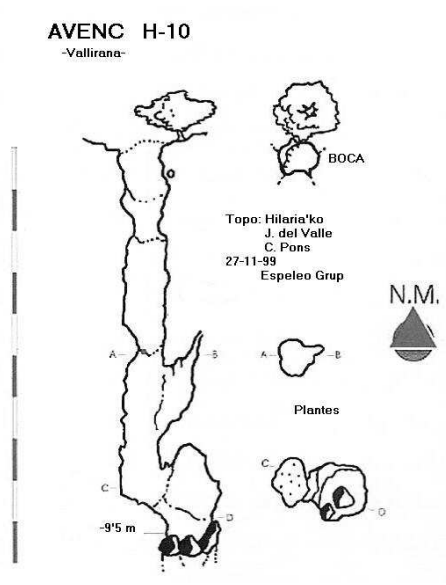 AVENC H-10
-Vallirana-
BOCA
Topo: Hilaria'ko
J. del Valle
C. Pons
27-11-99
Espeleo Grup
N.M.
A B A B
Plantes
C C
D D
-9'5 m